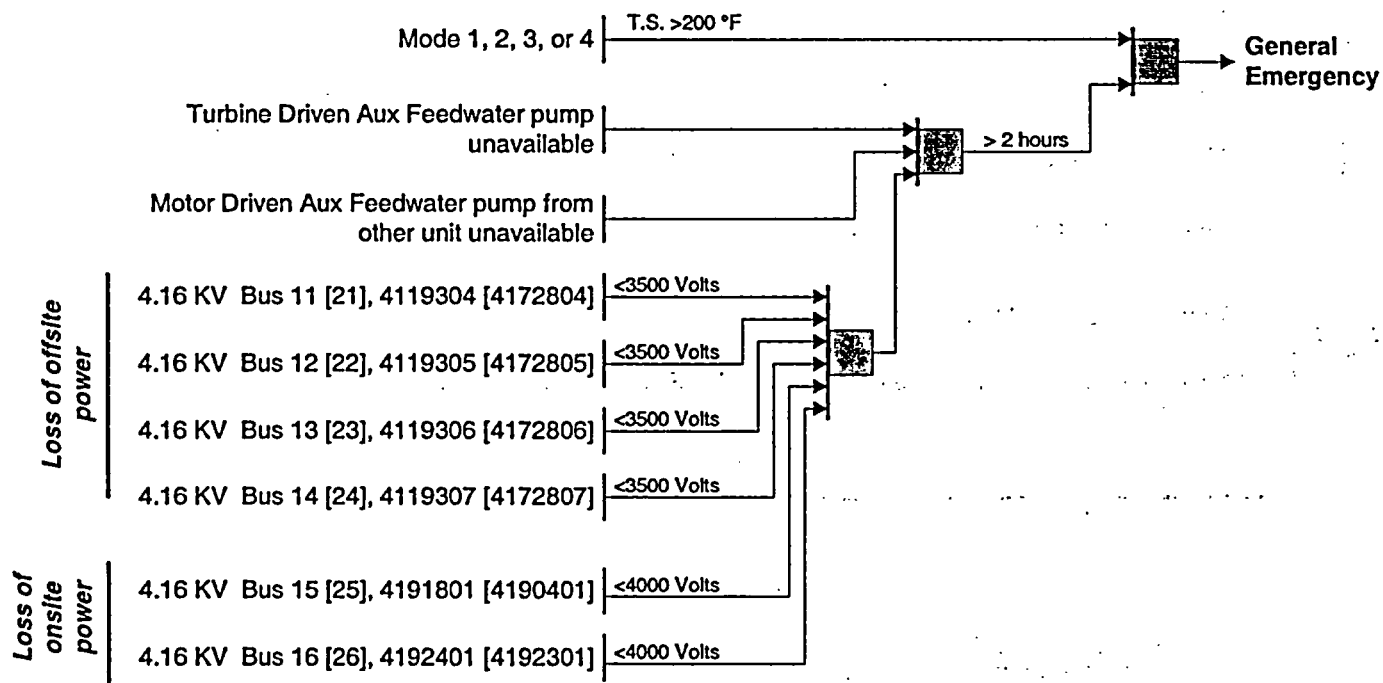 T.S. >200 °F
Mode 1, 2, 3, or 4
General
Emergency
Turbine Driven Aux Feedwater pump
unavailable
> 2 hours
Motor Driven Aux Feedwater pump from
other unit unavailable
Loss of offsite
power
4.16 KV Bus 11 [21], 4119304 [4172804]
<3500 Volts
4.16 KV Bus 12 [22], 4119305 [4172805]
<3500 Volts
4.16 KV Bus 13 [23], 4119306 [4172806]
<3500 Volts
4.16 KV Bus 14 [24], 4119307 [4172807]
<3500 Volts
Loss of
onsite
power
4.16 KV Bus 15 [25], 4191801 [4190401]
<4000 Volts
4.16 KV Bus 16 [26], 4192401 [4192301]
<4000 Volts